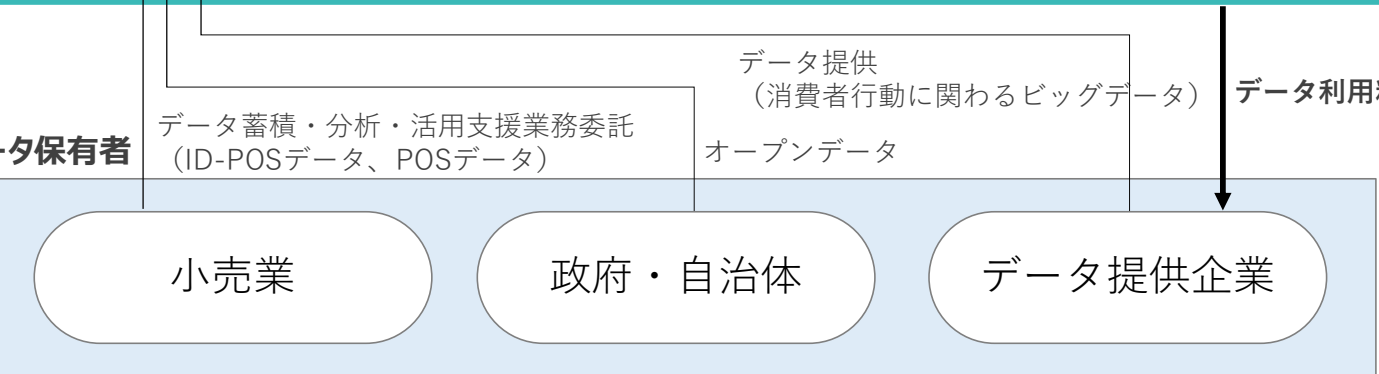 データ提供
（消費者行動に関わるビッグデータ）
データ利用
データ蓄積・分析・活用支援業務委託
（ID-POSデータ、POSデータ）
タ保有者
オープンデータ
小売業
政府・自治体
データ提供企業